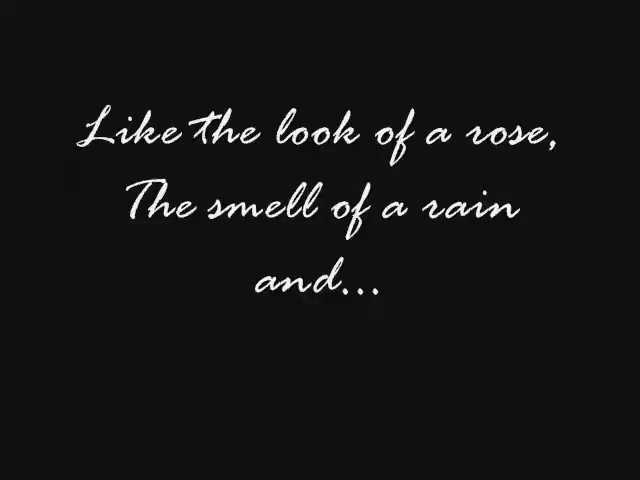 Like the look of a rose,
The smell of a rain
and...